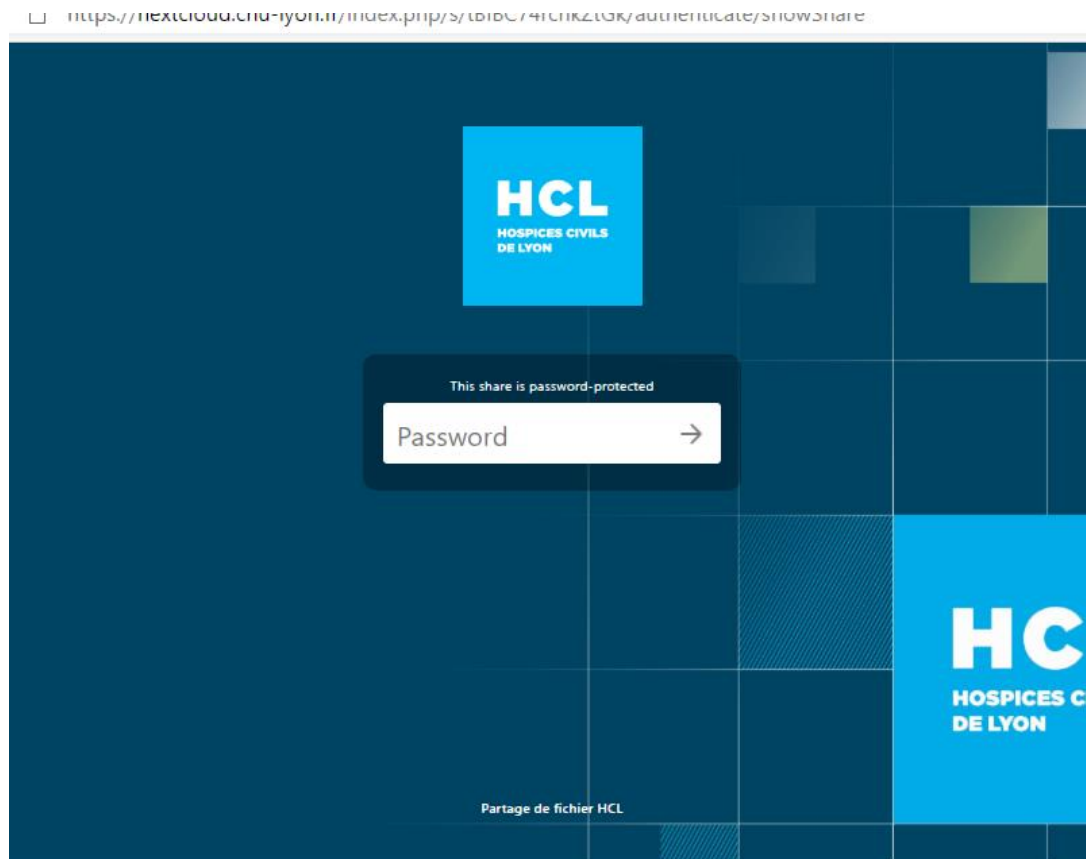 HCL
HOSPICES CIVILS
DE LYON
This share is password-protected
Password
HC
HOSPICES C
DE LYON
Partage de fichier HCL